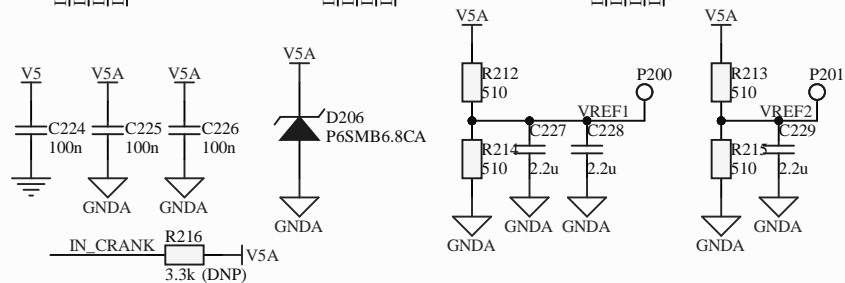 V5
V5A
V5A
C224
100n
C225
100n
C226
100n
GNDA
GNDA
IN_CRANK
R216
3.3k (DNP)
V5A
V5A
D206
P6SMB6.8CA
GNDA
V5A
R212
510
P200
VREF1
C227
2.2u
C228
2.2u
R214
510
GNDA
GNDA
GNDA
V5A
R213
510
P201
VREF2
C229
2.2u
R215
510
GNDA
GNDA